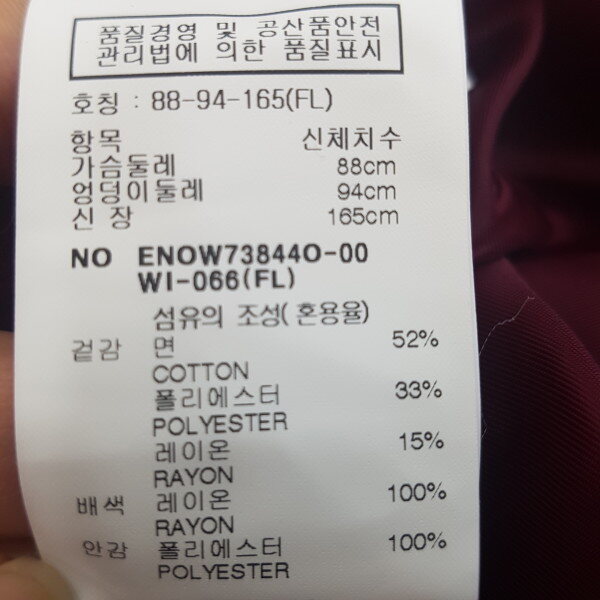 품질경영 및 공산품안전
관리법에 의한 품질표시
호칭 : 88-94-165(FL)
항목 신체치수
가슴둘레 88cm
엉덩이둘레 94cm
신 장 165cm
NO ENOW73844O-00
WI-066(FL)
섬유의 조성( 혼용율)
겉감 면 52%
COTTON
폴리에스터 33%
POLYESTER
레이온 15%
RAYON
배색 레이온 100%
RAYON
안감 폴리에스터 100%
POLYESTER